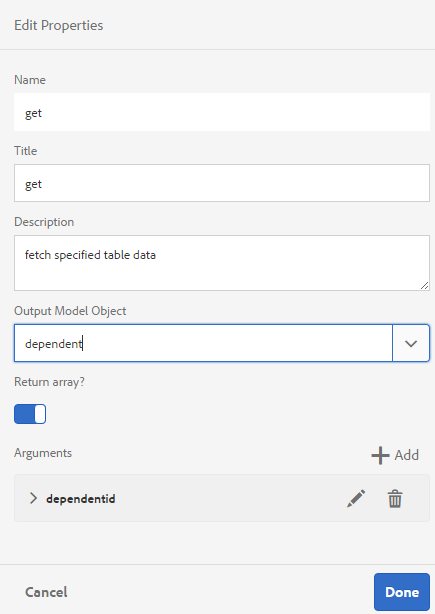 Edit Properties
Name
get
Title
get
Description
fetch specified table data
Output Model Object
dependent
Return array?
Arguments
Add
dependentid
Cancel
Done